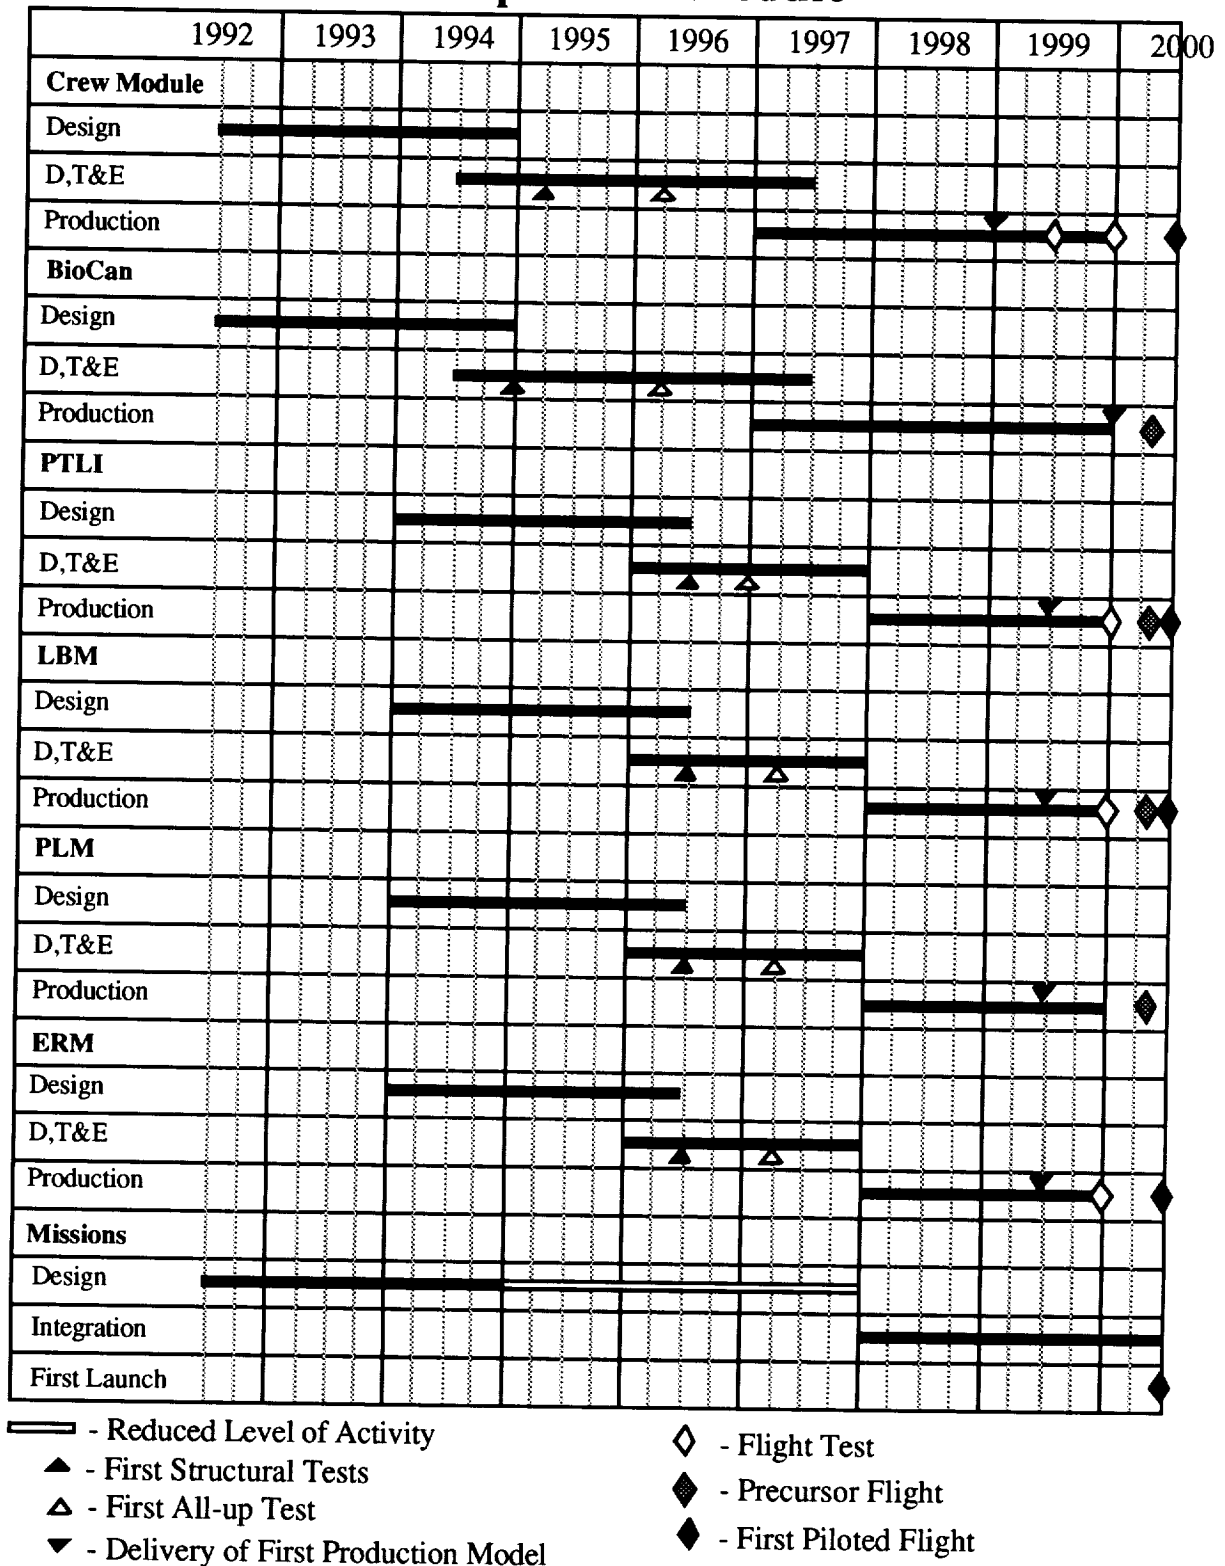 1992 1993 1994 1995 1996 1997 1998 1999 2000
Crew Module
Design
D,T&E
Production
BioCan
Design
D,T&E
Production
PTLI
Design
D,T&E
Production
LBM
Design
D,T&E
Production
PLM
Design
D,T&E
Production
ERM
Design
D,T&E
Production
Missions
Design
Integration
First Launch
- Reduced Level of Activity
- First Structural Tests
- First All-up Test
- Delivery of First Production Model
- Flight Test
- Precursor Flight
- First Piloted Flight